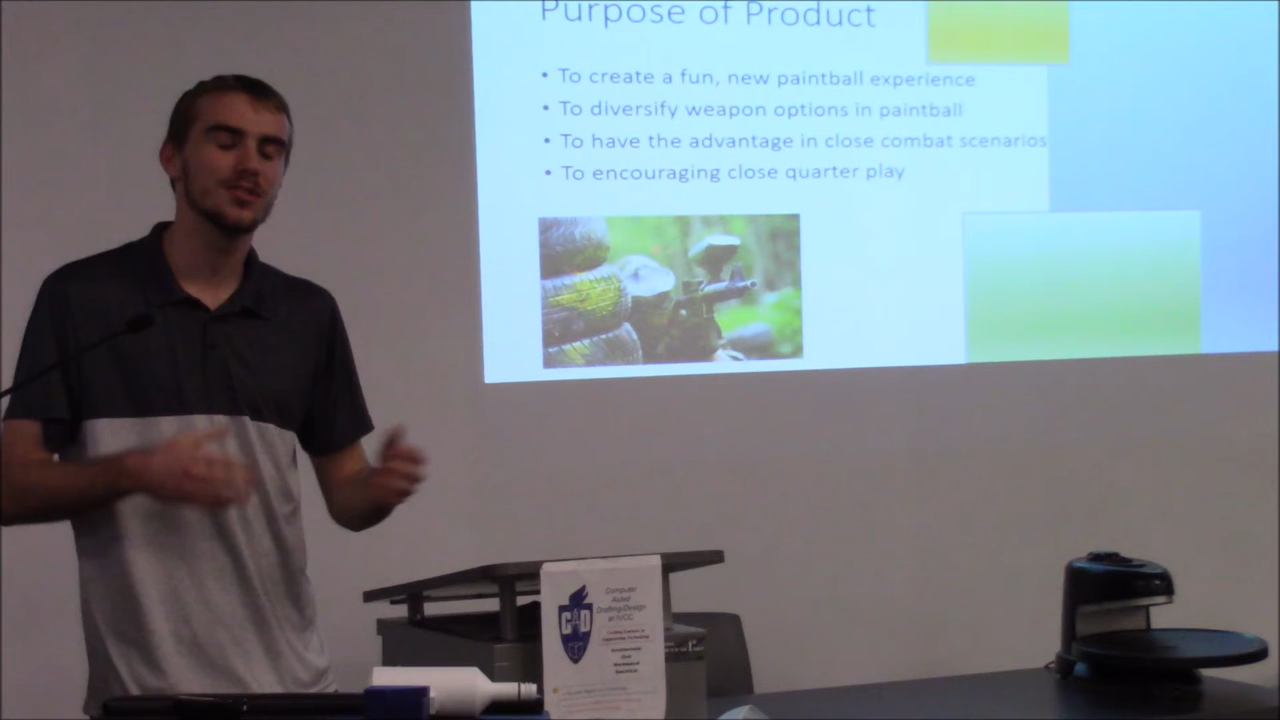 Purpose of Product
• To create a fun, new paintball experience
• To diversify weapon options in paintball
• To have the advantage in close combat scenarios
• To encouraging close quarter play
Computer
Aided
Drafting/Design
at IVCC
CAD